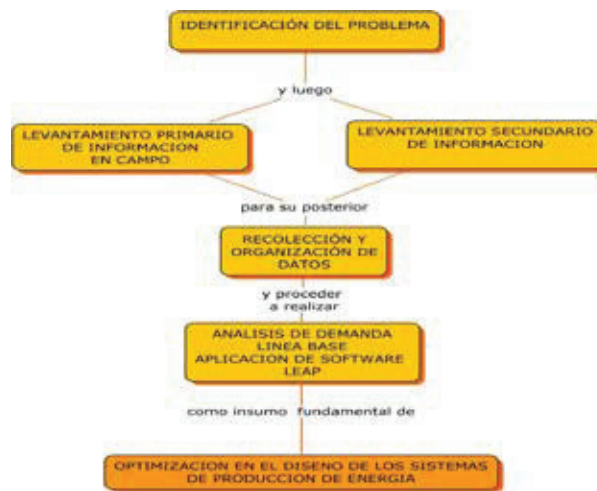 IDENTIFICACIÓN DEL PROBLEMA
y luego
LEVANTAMIENTO PRIMARIO
DE INFORMACION
EN CAMPO
LEVANTAMIENTO SECUNDARIO
DE INFORMACION
para su posterior
RECOLECCIÓN Y
ORGANIZACIÓN DE
DATOS
y proceder
a realizar
ANALISIS DE DEMANDA
LINEA BASE
APLICACION DE SOFTWARE
LEAP
como insumo fundamental de
OPTIMIZACION EN EL DISENO DE LOS SISTEMAS
DE PRODUCCION DE ENERGIA